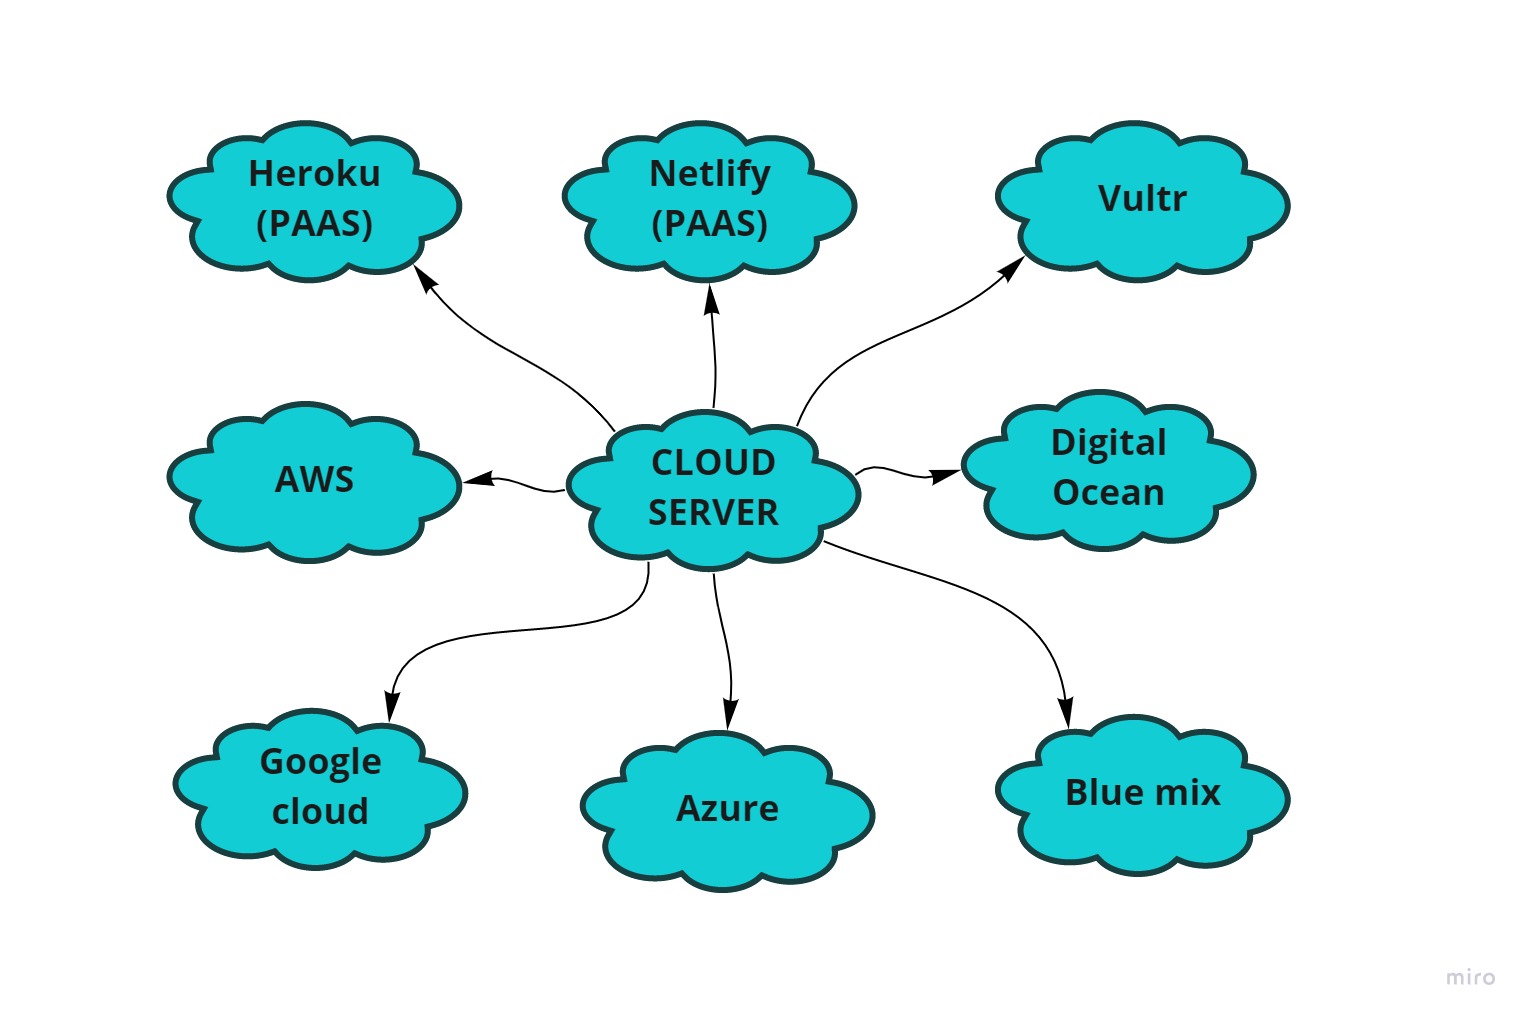 Heroku
(PAAS)
Netlify
(PAAS)
Vultr
AWS
CLOUD
SERVER
Digital
Ocean
Google
cloud
Azure
Blue mix
miro